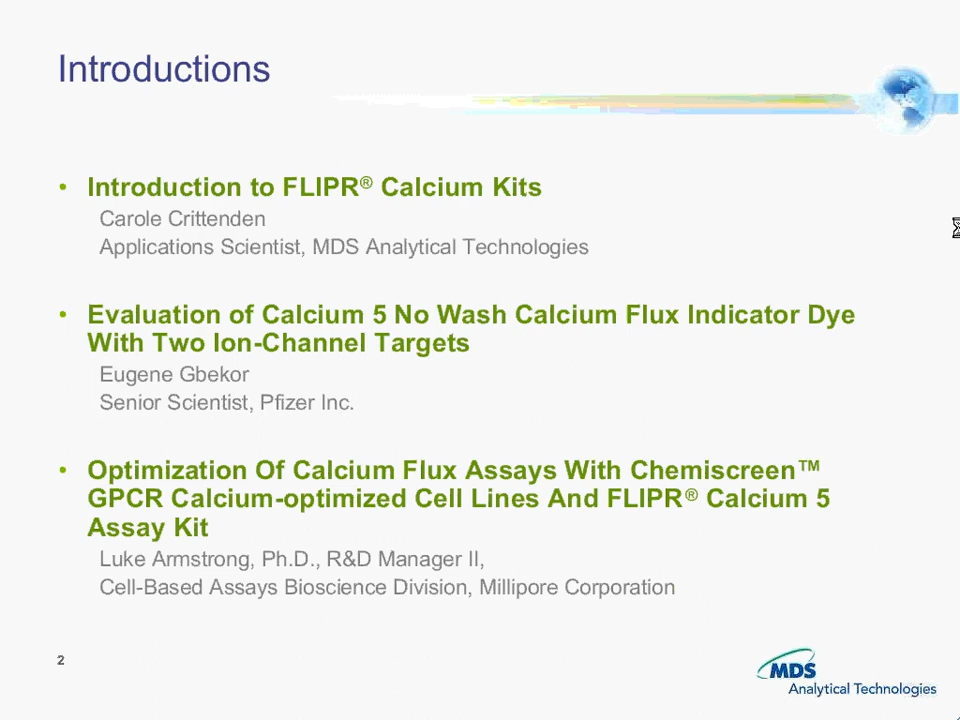 Introductions
• Introduction to FLIPR® Calcium Kits
Carole Crittenden
Applications Scientist, MDS Analytical Technologies
• Evaluation of Calcium 5 No Wash Calcium Flux Indicator Dye
With Two Ion-Channel Targets
Eugene Gbekor
Senior Scientist, Pfizer Inc.
• Optimization Of Calcium Flux Assays With Chemiscreen™
GPCR Calcium-optimized Cell Lines And FLIPR® Calcium 5
Assay Kit
Luke Armstrong, Ph.D., R&D Manager II,
Cell-Based Assays Bioscience Division, Millipore Corporation
2
MDS
Analytical Technologies